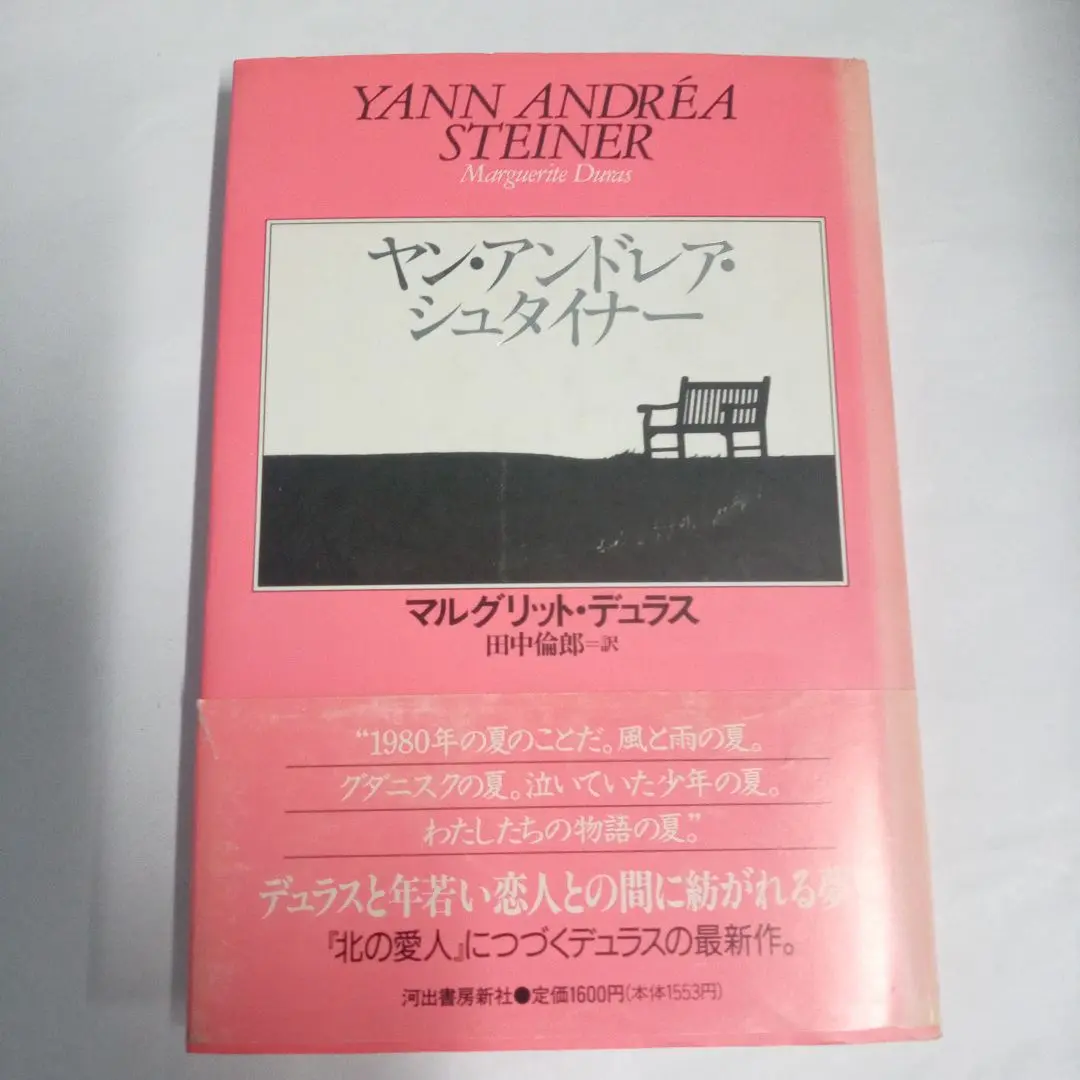 YANN ANDRÉA
STEINER
Marguerite Duras
ヤン・アンドレア・
シュタイナー
マルグリット・デュラス
田中倫郎=訳
“1980年の夏のことだ。風と雨の夏。
グダニスクの夏。泣いていた少年の夏。
わたしたちの物語の夏。”
デュラスと年若い恋人との間に紡がれる夢
『北の愛人』につづくデュラスの最新作。
河出書房新社●定価1600円(本体1553円)